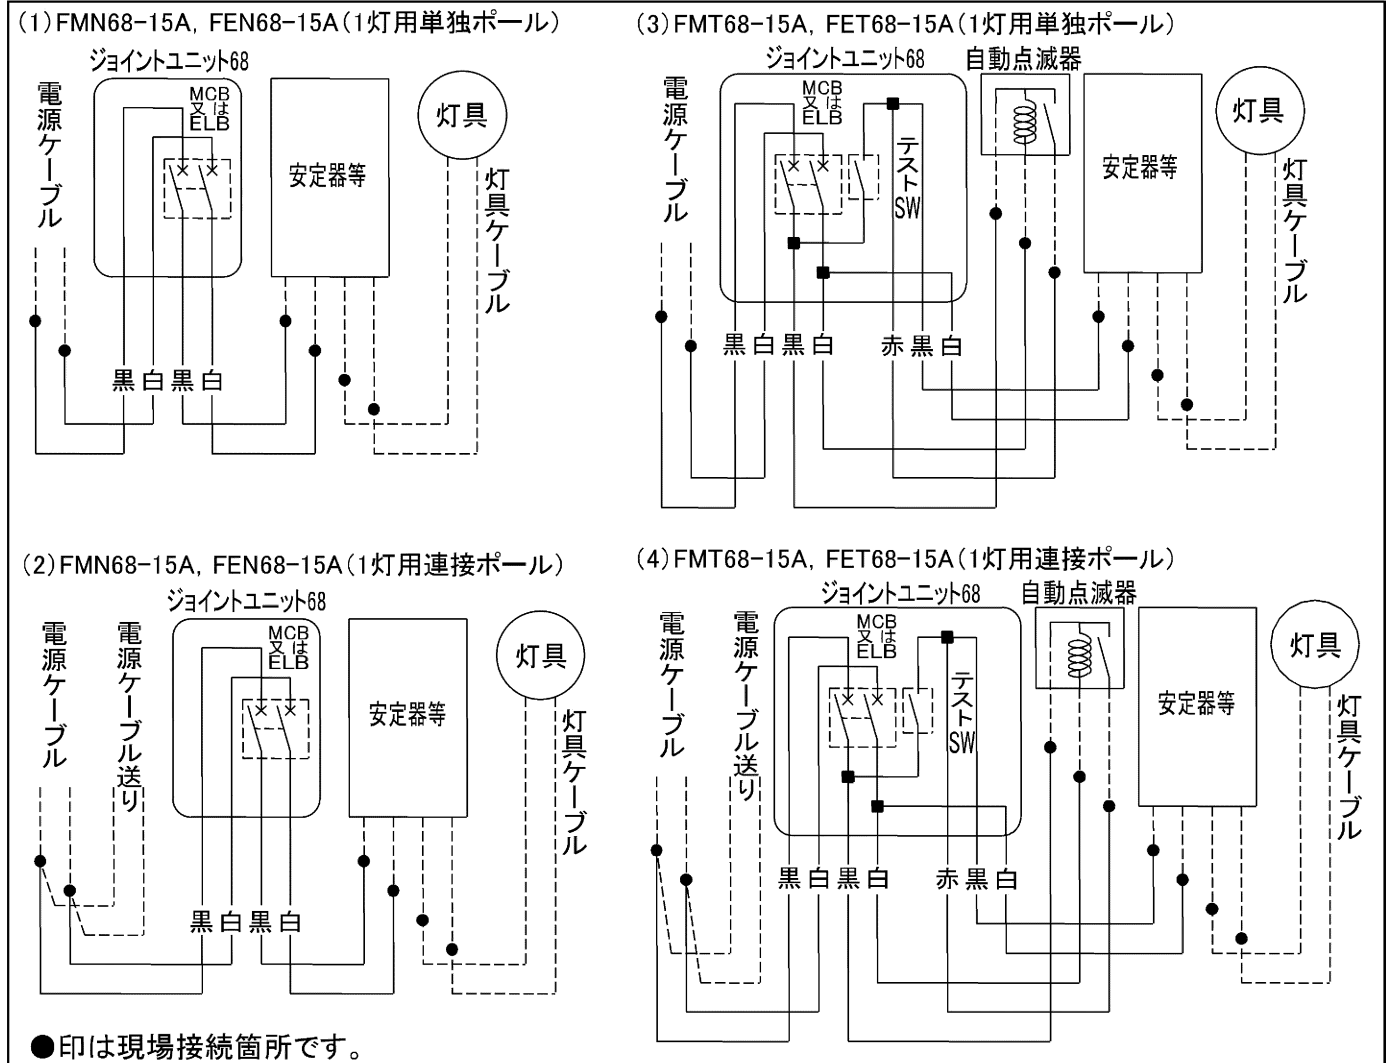 (1)FMN68-15A, FEN68-15A(1灯用単独ポール)
ジョイントユニット68
電源ケーブル
MCB
又は
ELB
安定器等
灯具
灯具ケーブル
黒 白 黒 白
(3)FMT68-15A, FET68-15A(1灯用単独ポール)
ジョイントユニット68
自動点滅器
電源ケーブル
MCB
又は
ELB
テストSW
安定器等
灯具
灯具ケーブル
黒 白 黒 白 赤 黒 白
(2)FMN68-15A, FEN68-15A(1灯用連接ポール)
ジョイントユニット68
電源ケーブル
電源ケーブル送り
MCB
又は
ELB
安定器等
灯具
灯具ケーブル
黒 白 黒 白
(4)FMT68-15A, FET68-15A(1灯用連接ポール)
ジョイントユニット68
自動点滅器
電源ケーブル
電源ケーブル送り
MCB
又は
ELB
テストSW
安定器等
灯具
灯具ケーブル
黒 白 黒 白 赤 黒 白
●印は現場接続箇所です。